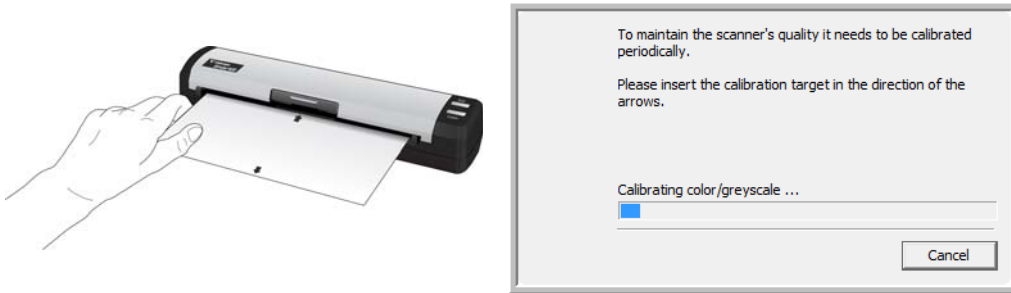 To maintain the scanner's quality it needs to be calibrated
periodically.
Please insert the calibration target in the direction of the
arrows.
Calibrating color/greyscale ...
Cancel